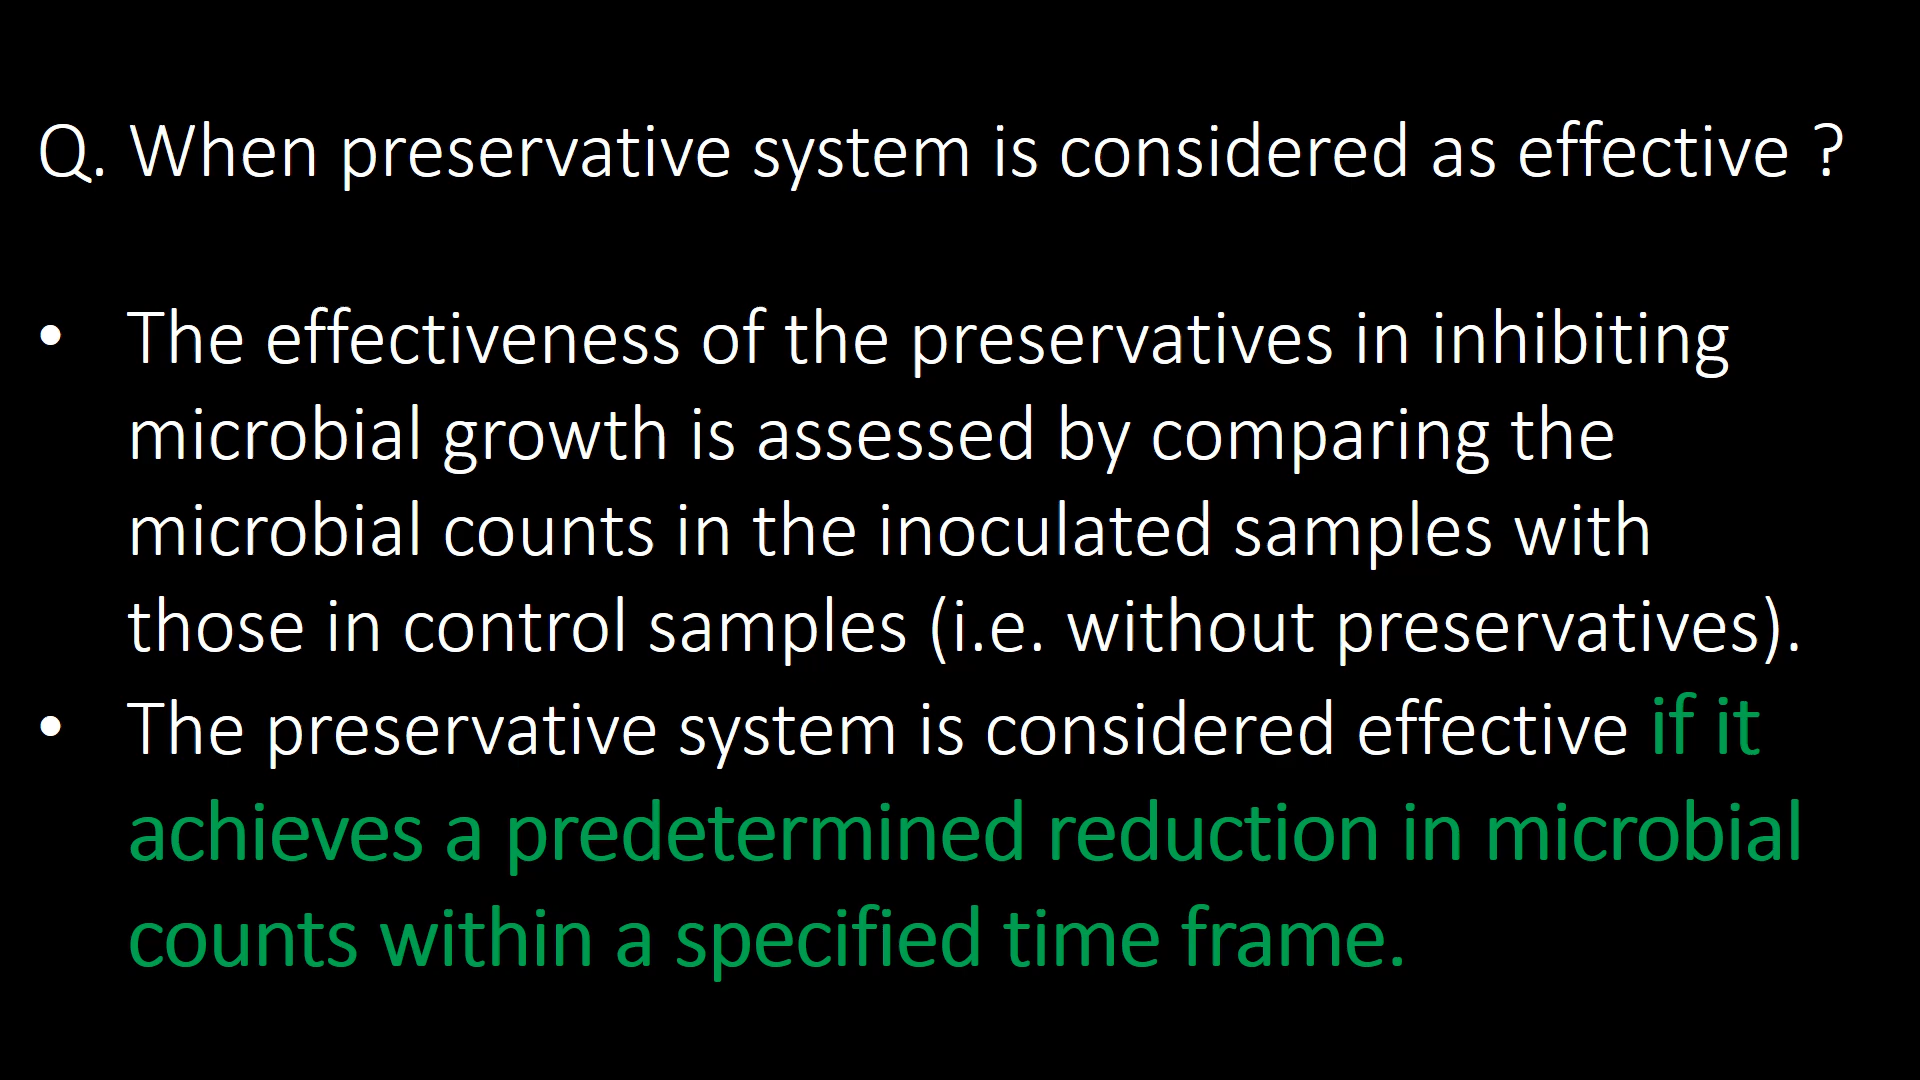 Q. When preservative system is considered as effective ?
• The effectiveness of the preservatives in inhibiting
microbial growth is assessed by comparing the
microbial counts in the inoculated samples with
those in control samples (i.e. without preservatives).
• The preservative system is considered effective if it
achieves a predetermined reduction in microbial
counts within a specified time frame.